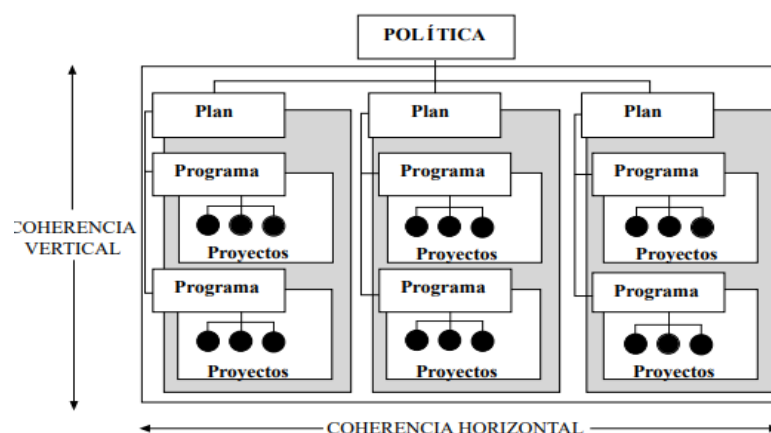 POLÍTICA
Plan Plan Plan
Programa Programa Programa
COHERENCIA
VERTICAL
Proyectos Proyectos Proyectos
Programa Programa Programa
Proyectos Proyectos Proyectos
COHERENCIA HORIZONTAL